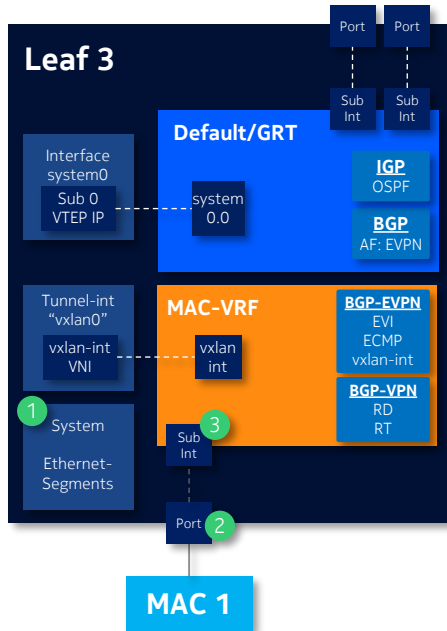 Port
Port
Leaf 3
Sub
Int
Sub
Int
Default/GRT
Interface
system0
Sub 0
VTEP IP
system
0.0
IGP
OSPF
BGP
AF: EVPN
Tunnel-int
"vxlan0"
vxlan-int
VNI
MAC-VRF
vxlan
int
BGP-EVPN
EVI
ECMP
vxlan-int
BGP-VPN
RD
RT
1
System
Ethernet-
Segments
3
Sub
Int
Port
2
MAC 1